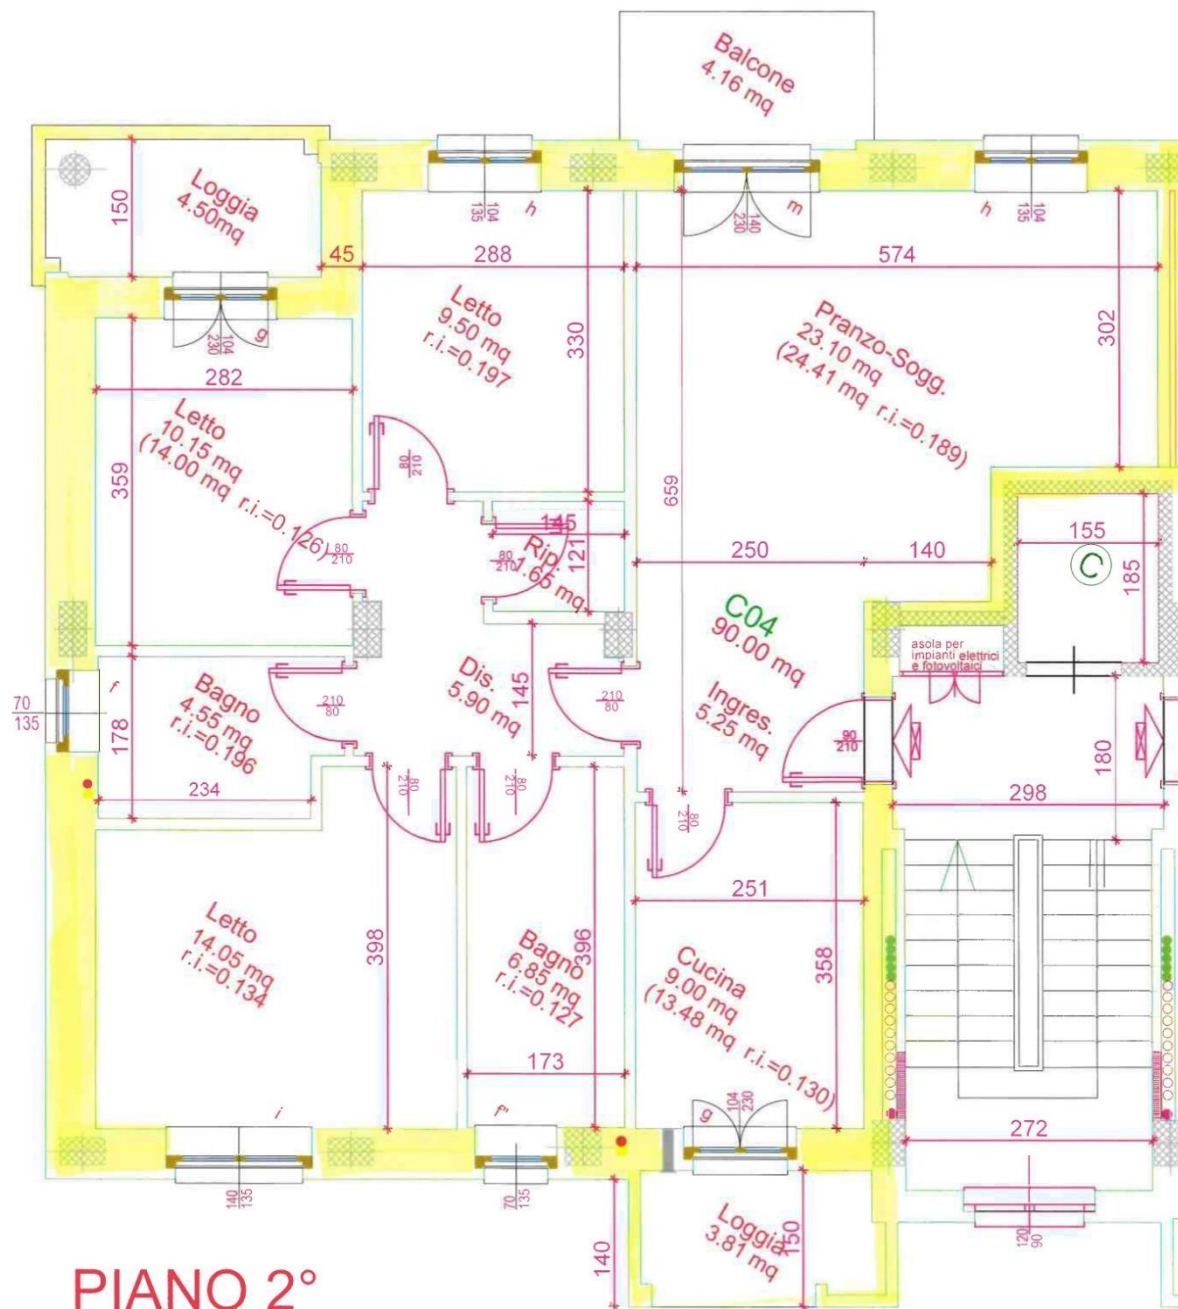 Balcone
4.16 mq
Loggia
4.50mq
150
45
288
574
104
135
h
140
230
m
104
135
h
Letto
9.50 mq
r.i.=0.197
330
Pranzo-Sogg.
23.10 mq
(24.41 mq r.i.=0.189)
302
104
230
g
282
Letto
10.15 mq
(14.00 mq r.i.=0.126)
359
80
210
659
80
210
145
80
210
Rip.
1.65 mq
121
250
140
155
185
C
C04
90.00 mq
asola per
impianti elettrici
e fotovoltaici
Ingres.
5.25 mq
Dis.
5.90 mq
145
210
80
210
80
90
210
70
135
f
Bagno
4.55 mq
r.i.=0.196
178
234
180
298
80
210
80
210
80
210
251
Letto
14.05 mq
r.i.=0.134
398
Bagno
6.85 mq
r.i.=0.127
396
173
Cucina
9.00 mq
(13.48 mq r.i.=0.130)
358
272
i
f"
g
104
230
140
135
70
135
120
90
140
Loggia
3.81 mq
150
PIANO 2°